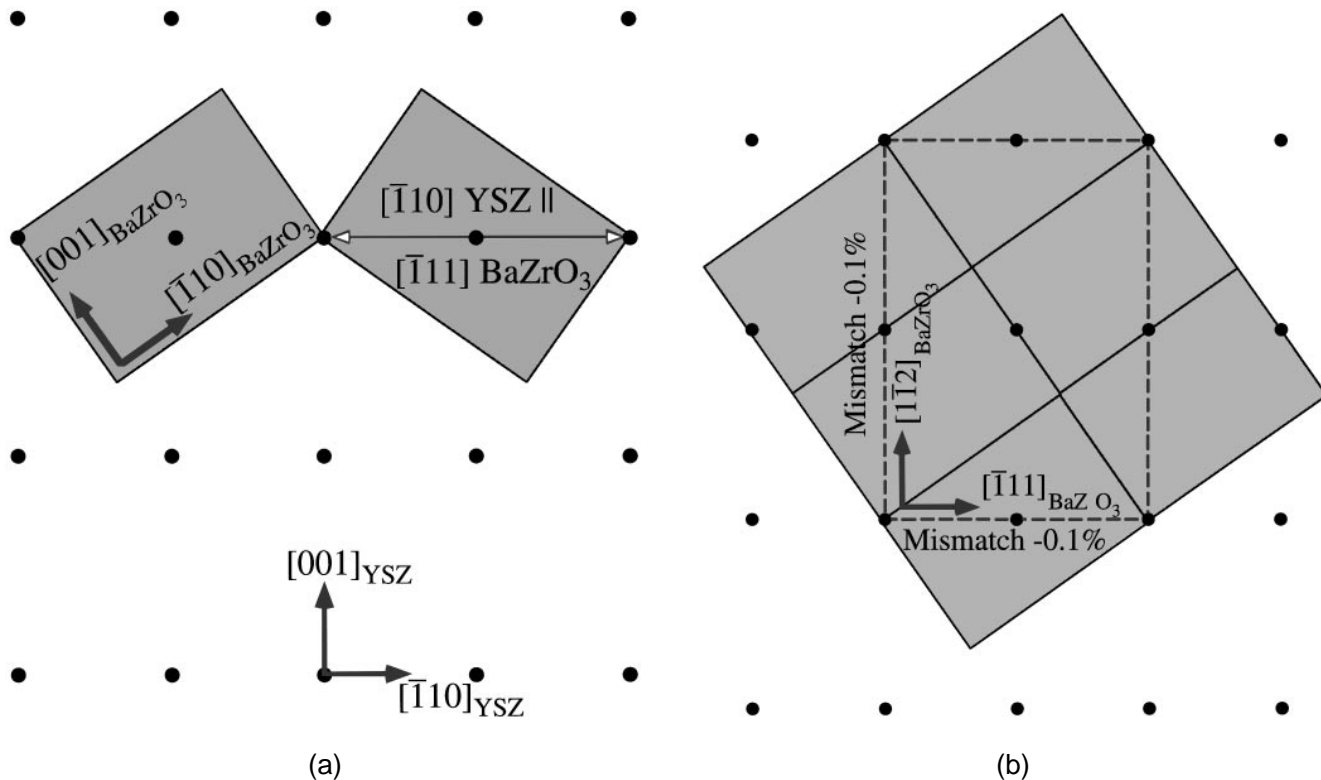 [001]BaZrO₃
[1̅10]BaZrO₃
[1̅10] YSZ ||
[1̅11] BaZrO₃
[001]YSZ
[1̅10]YSZ
(a)
Mismatch -0.1%
[11̅2]BaZrO₃
[1̅11]BaZ O₃
Mismatch -0.1%
(b)